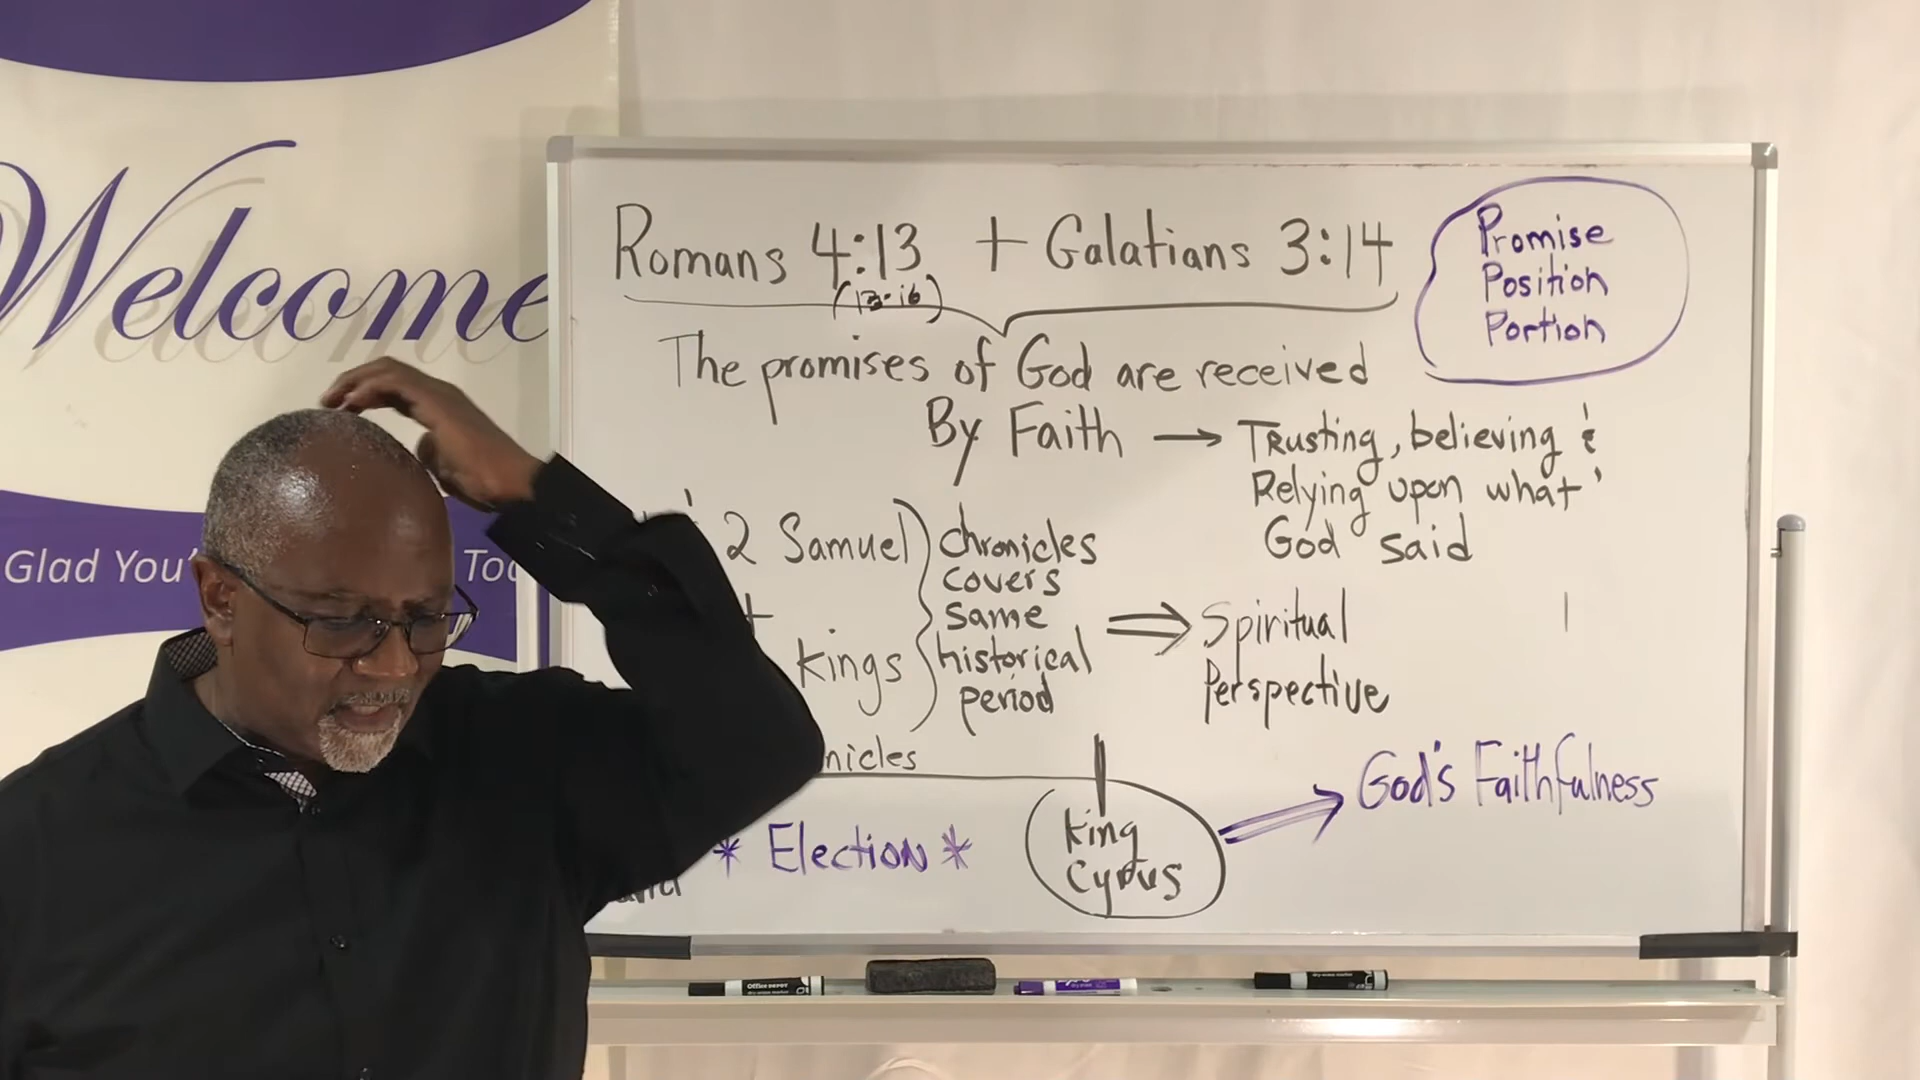 Welcome
Glad You'
Romans 4:13 + Galatians 3:14
(13-16)
Promise
Position
Portion
The promises of God are received
By Faith → Trusting, believing &
Relying upon what
God said
2 Samuel
Kings
chronicles
covers
same
historical
period
⇒ Spiritual
Perspective
nicles
* Election *
King
Cyrus
⇒ God's Faithfulness
Office DEPOT